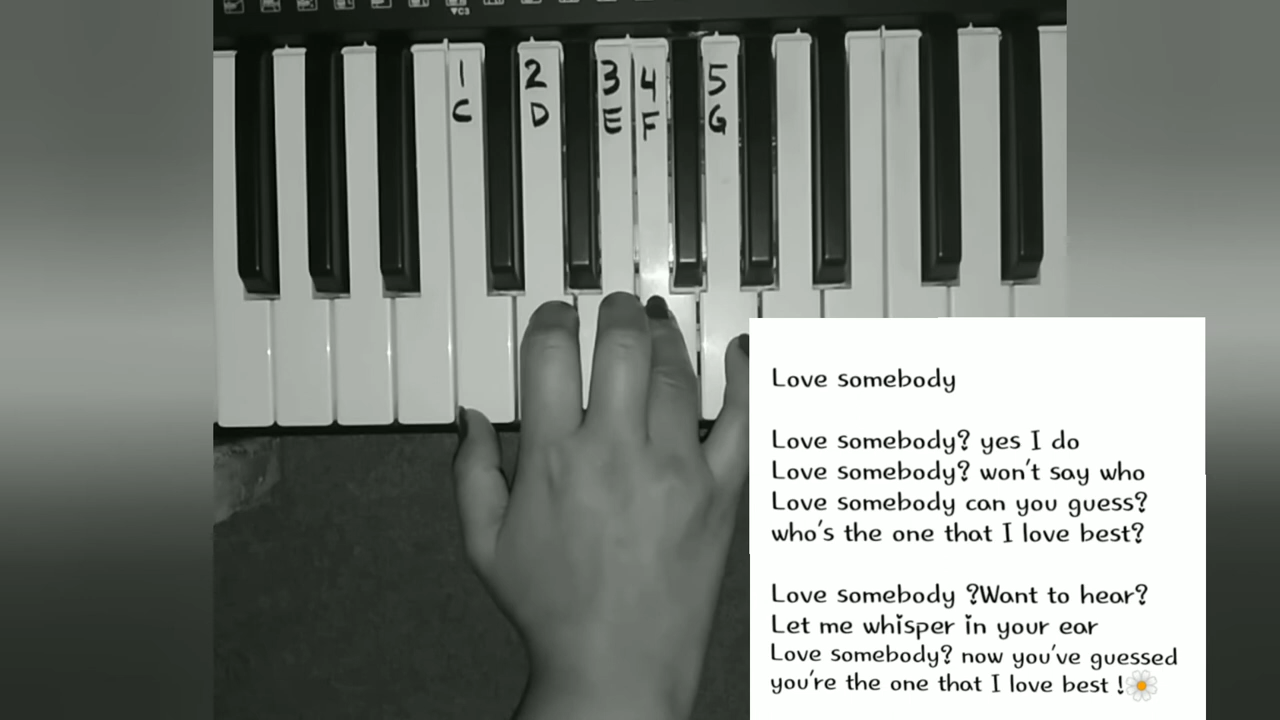 ▼C3
1 2 3 4 5
C D E F G
Love somebody
Love somebody? yes I do
Love somebody? won't say who
Love somebody can you guess?
who's the one that I love best?
Love somebody ?Want to hear?
Let me whisper in your ear
Love somebody? now you've guessed
you're the one that I love best !